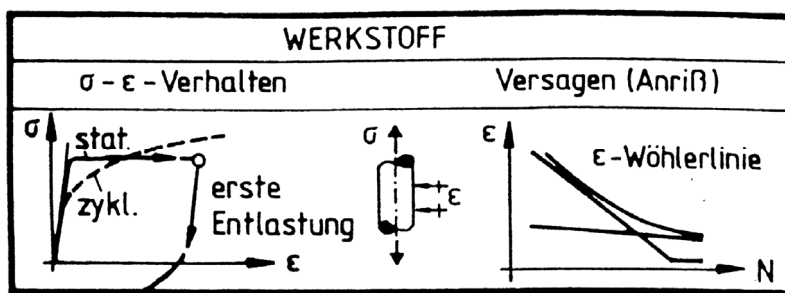 WERKSTOFF
σ - ε - Verhalten
Versagen (Anriß)
σ
stat.
zykl.
erste
Entlastung
ε
σ
ε
ε
ε-Wöhlerlinie
N